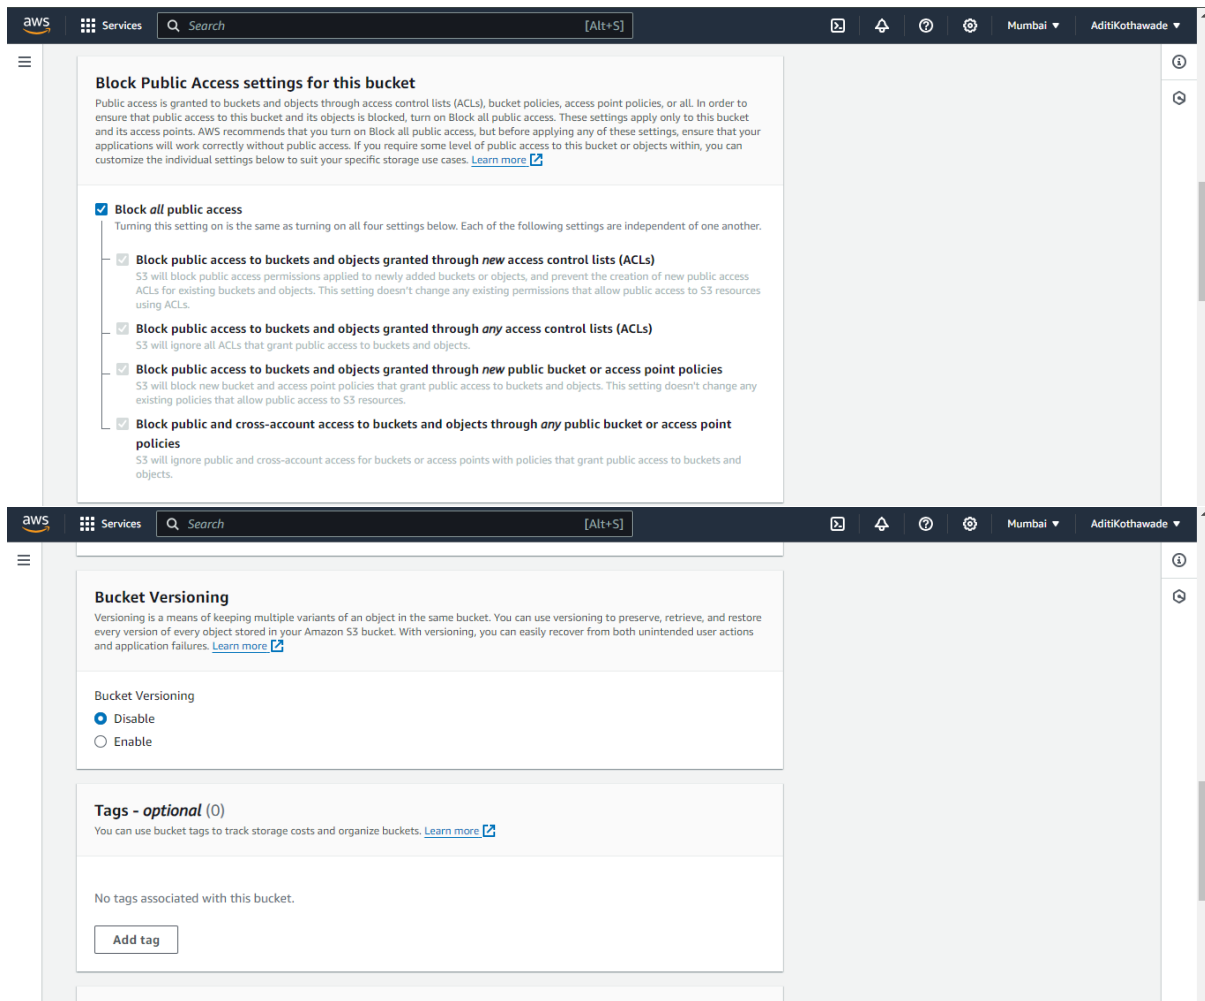 aws Services Search [Alt+S] Mumbai ▼ AditiKothawade ▼
Block Public Access settings for this bucket
Public access is granted to buckets and objects through access control lists (ACLs), bucket policies, access point policies, or all. In order to
ensure that public access to this bucket and its objects is blocked, turn on Block all public access. These settings apply only to this bucket
and its access points. AWS recommends that you turn on Block all public access, but before applying any of these settings, ensure that your
applications will work correctly without public access. If you require some level of public access to this bucket or objects within, you can
customize the individual settings below to suit your specific storage use cases. Learn more
Block all public access
Turning this setting on is the same as turning on all four settings below. Each of the following settings are independent of one another.
Block public access to buckets and objects granted through new access control lists (ACLs)
S3 will block public access permissions applied to newly added buckets or objects, and prevent the creation of new public access
ACLs for existing buckets and objects. This setting doesn't change any existing permissions that allow public access to S3 resources
using ACLs.
Block public access to buckets and objects granted through any access control lists (ACLs)
S3 will ignore all ACLs that grant public access to buckets and objects.
Block public access to buckets and objects granted through new public bucket or access point policies
S3 will block new bucket and access point policies that grant public access to buckets and objects. This setting doesn't change any
existing policies that allow public access to S3 resources.
Block public and cross-account access to buckets and objects through any public bucket or access point
policies
S3 will ignore public and cross-account access for buckets or access points with policies that grant public access to buckets and
objects.
aws Services Search [Alt+S] Mumbai ▼ AditiKothawade ▼
Bucket Versioning
Versioning is a means of keeping multiple variants of an object in the same bucket. You can use versioning to preserve, retrieve, and restore
every version of every object stored in your Amazon S3 bucket. With versioning, you can easily recover from both unintended user actions
and application failures. Learn more
Bucket Versioning
Disable
Enable
Tags - optional (0)
You can use bucket tags to track storage costs and organize buckets. Learn more
No tags associated with this bucket.
Add tag